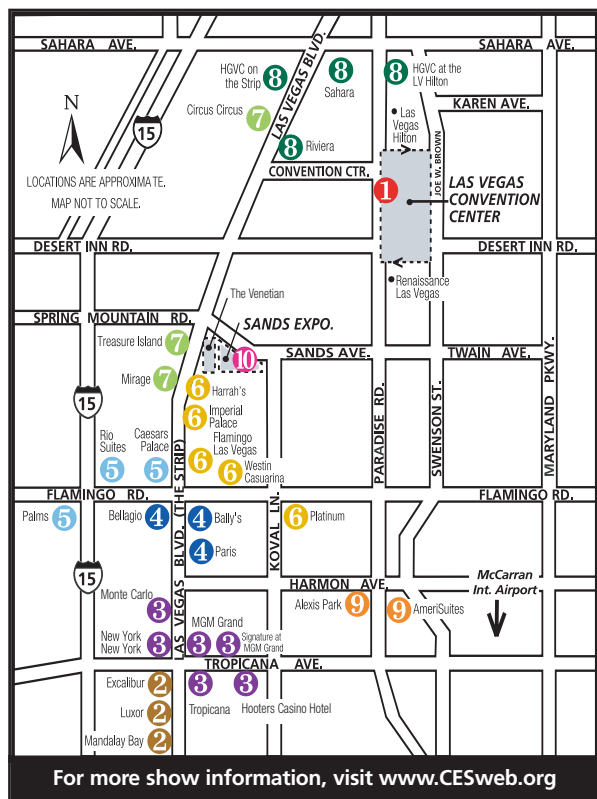 SAHARA AVE.
SAHARA AVE.
LAS VEGAS BLVD.
HGVC on
the Strip
8
8
Sahara
8
HGVC at the
LV Hilton
KAREN AVE.
N
15
Circus Circus
7
Las
Vegas
Hilton
JOE W. BROWN
8
Riviera
CONVENTION CTR.
LOCATIONS ARE APPROXIMATE.
MAP NOT TO SCALE.
1
LAS VEGAS
CONVENTION
CENTER
DESERT INN RD.
DESERT INN RD.
Renaissance
Las Vegas
The Venetian
SPRING MOUNTAIN RD.
SANDS EXPO.
Treasure Island
7
10
SANDS AVE.
TWAIN AVE.
Mirage
7
6
Harrah's
15
6
Imperial
Palace
PARADISE RD.
SWENSON ST.
MARYLAND PKWY.
Rio
Suites
5
Caesars
Palace
5
Flamingo
Las Vegas
6
6
Westin
Casuarina
FLAMINGO RD.
FLAMINGO RD.
LAS VEGAS BLVD. (THE STRIP)
KOVAL LN.
Palms
5
Bellagio
4
4
Bally's
6
Platinum
4
Paris
15
HARMON AVE.
McCarran
Int. Airport
Monte Carlo
3
Alexis Park
9
9
AmeriSuites
New York
New York
3
MGM Grand
3
3
Signature at
MGM Grand
TROPICANA AVE.
Excalibur
2
3
Tropicana
3
Hooters Casino Hotel
Luxor
2
Mandalay Bay
2
For more show information, visit www.CESweb.org